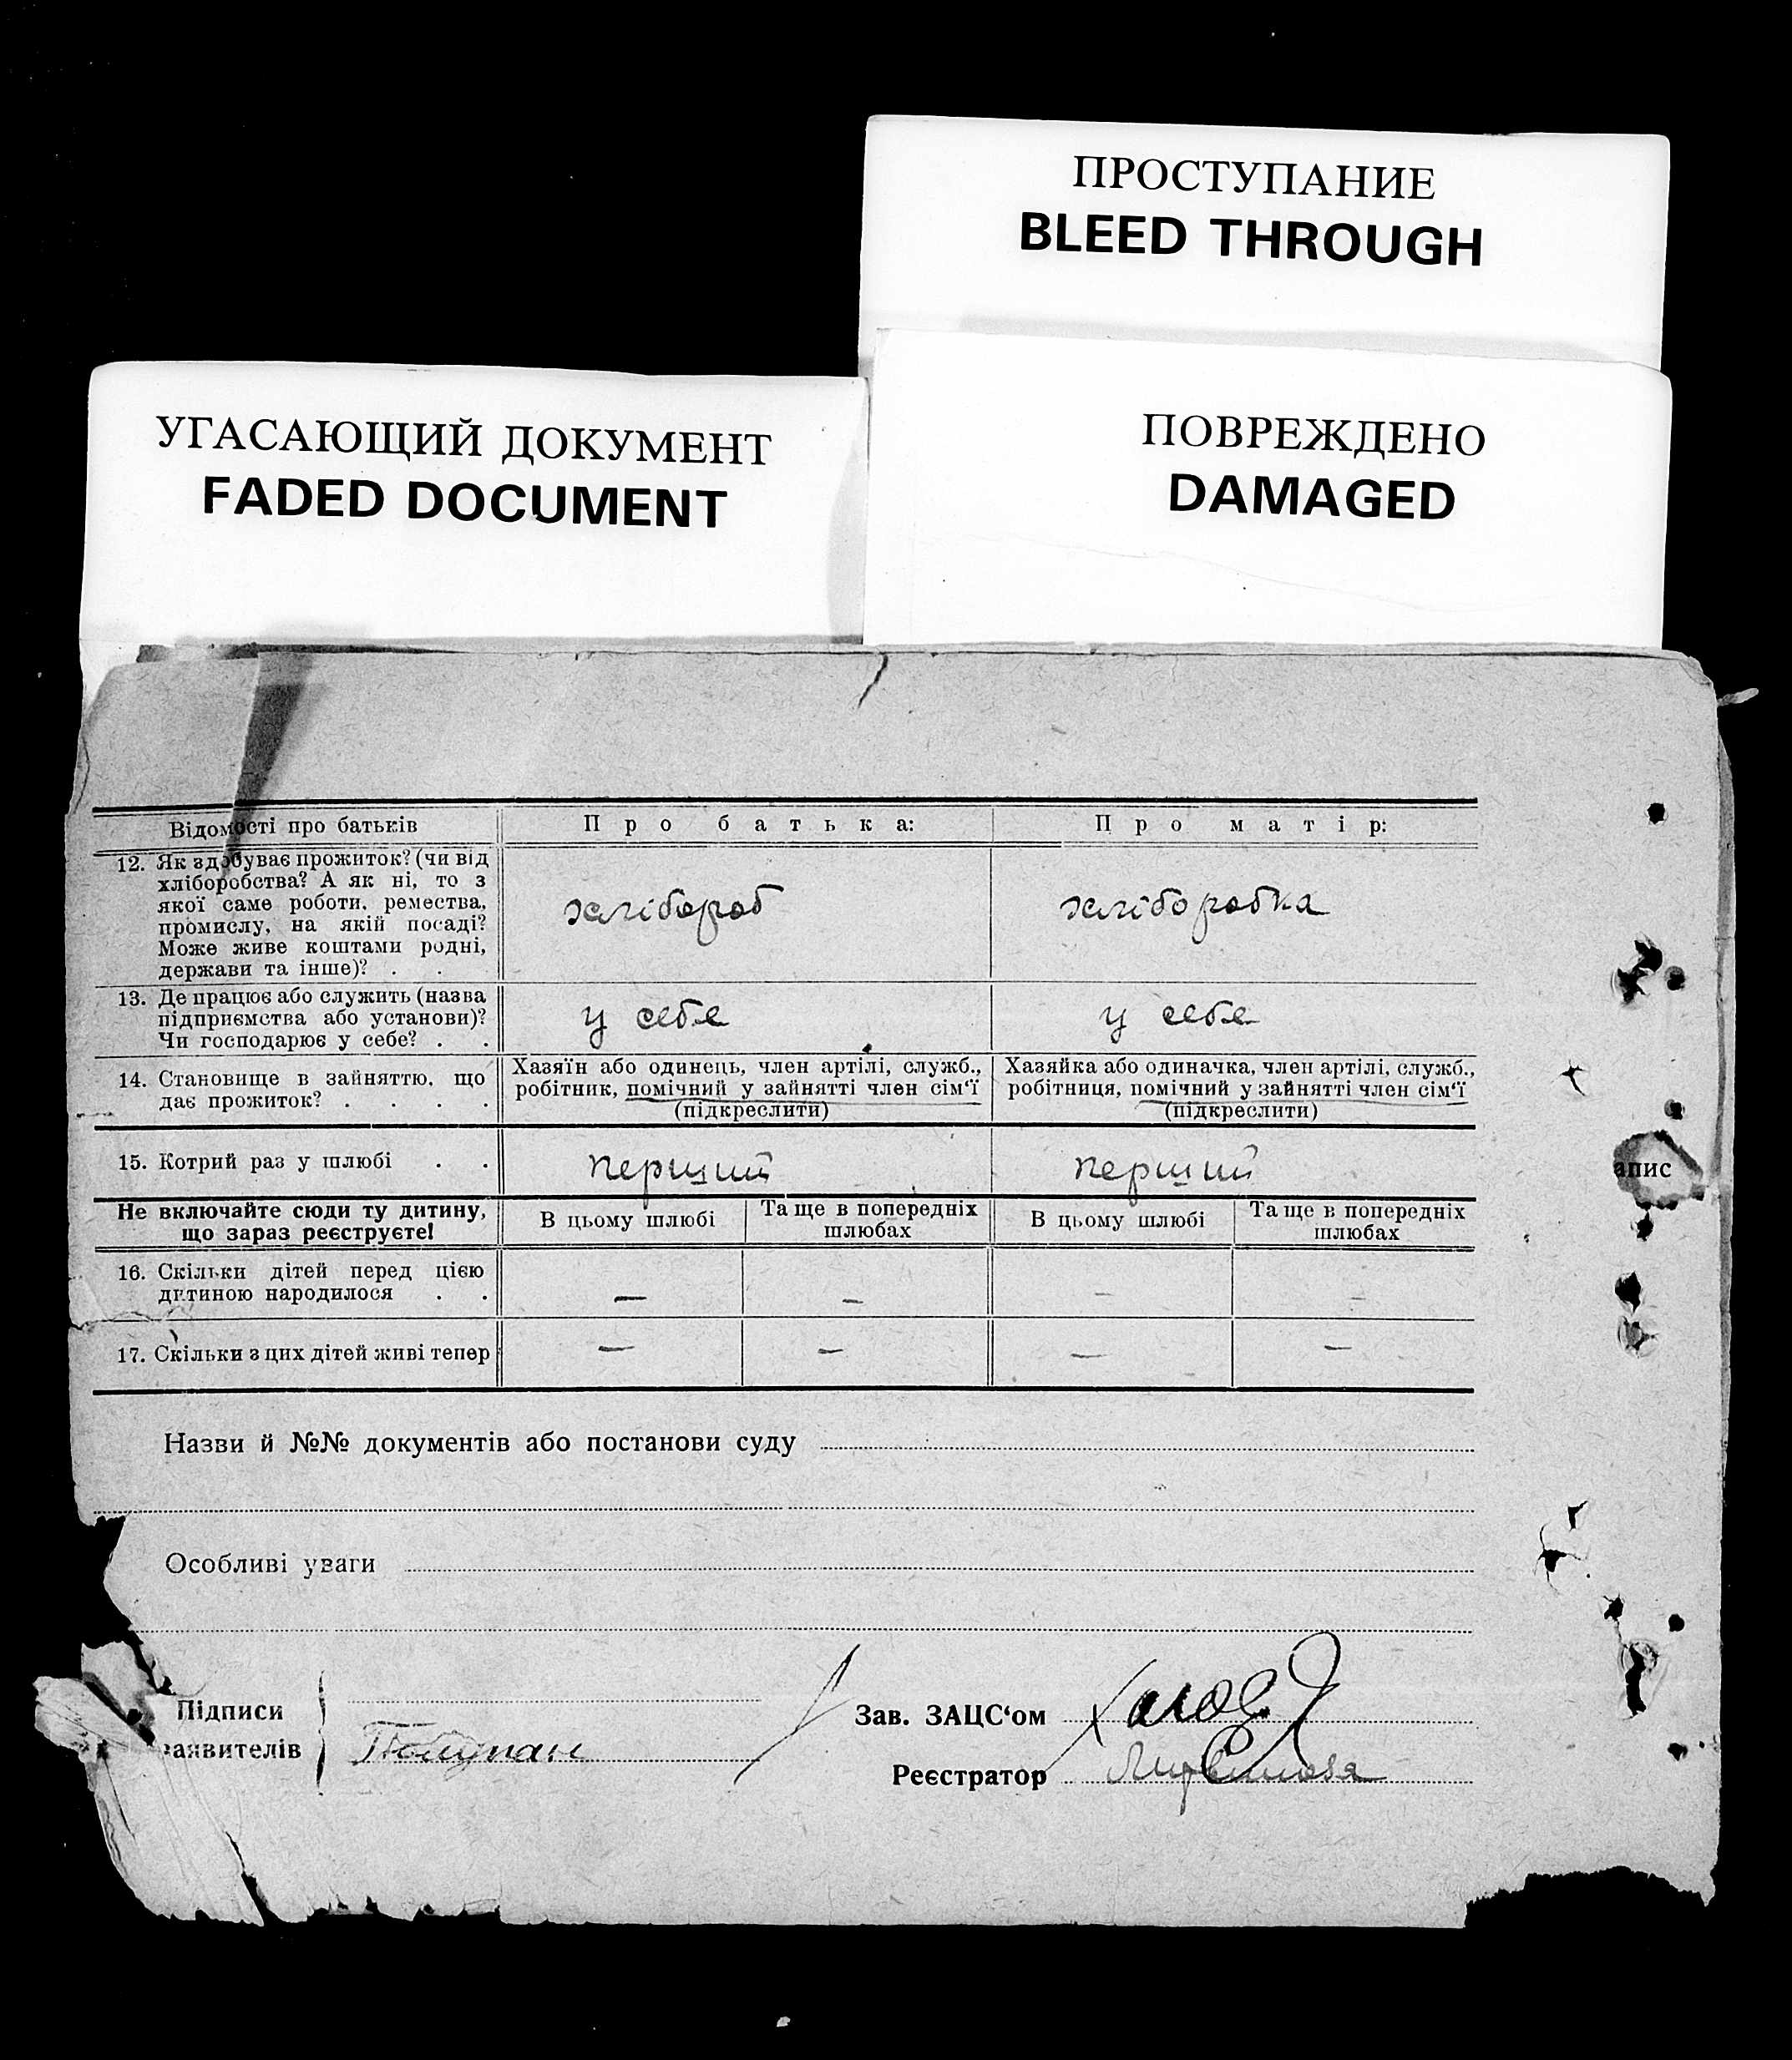 ПРОСТУПАНИЕ
BLEED THROUGH
УГАСАЮЩИЙ ДОКУМЕНТ
FADED DOCUMENT
ПОВРЕЖДЕНО
DAMAGED
Відомості про батьків
Про батька:
Про матір:
12. Як здобуває прожиток? (чи від
хліборобства? А як ні, то з
якої саме роботи, ремества,
промислу, на якій посаді?
Може живе коштами родні,
держави та інше)? . .
хлібороб
хліборобка
13. Де працює або служить (назва
підприємства або установи)?
Чи господарює у себе? . .
у себе
у себе
14. Становище в зайняттю, що
дає прожиток? . . . .
Хазяїн або одинець, член артілі, служб.,
робітник, помічний у зайнятті член сім'ї
(підкреслити)
Хазяйка або одиначка, член артілі, служб.,
робітниця, помічний у зайнятті член сім'ї
(підкреслити)
15. Котрий раз у шлюбі . .
перший
перший
апис
Не включайте сюди ту дитину,
що зараз реєструєте!
В цьому шлюбі
Та ще в попередніх
шлюбах
В цьому шлюбі
Та ще в попередніх
шлюбах
16. Скільки дітей перед цією
дитиною народилося . .
— — — —
17. Скільки з цих дітей живі тепер
— — — —
Назви й №№ документів або постанови суду
Особливі уваги
Підписи
заявителів
Зав. ЗАЦС'ом
Реєстратор